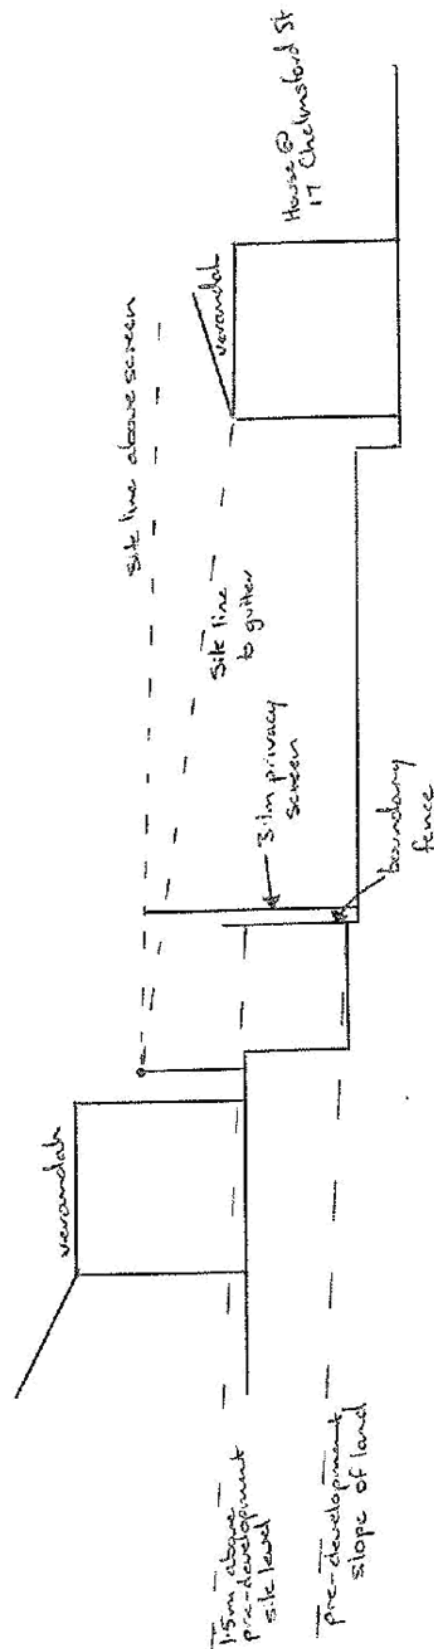 verandah
Site line above screen
verandah
House @
17 Chelmsford St
Site line
to gutter
3.1m privacy
screen
boundary
fence
1.5m above
pre-development
site level
pre-development
slope of land